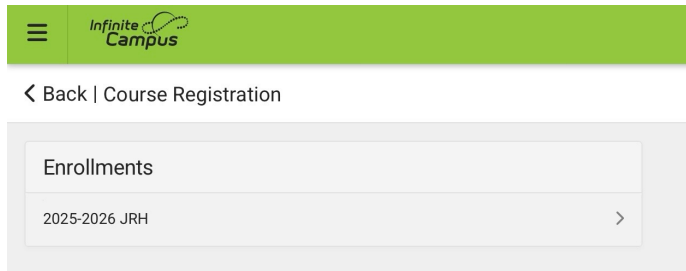 Infinite
Campus
Back | Course Registration
Enrollments
2025-2026 JRH